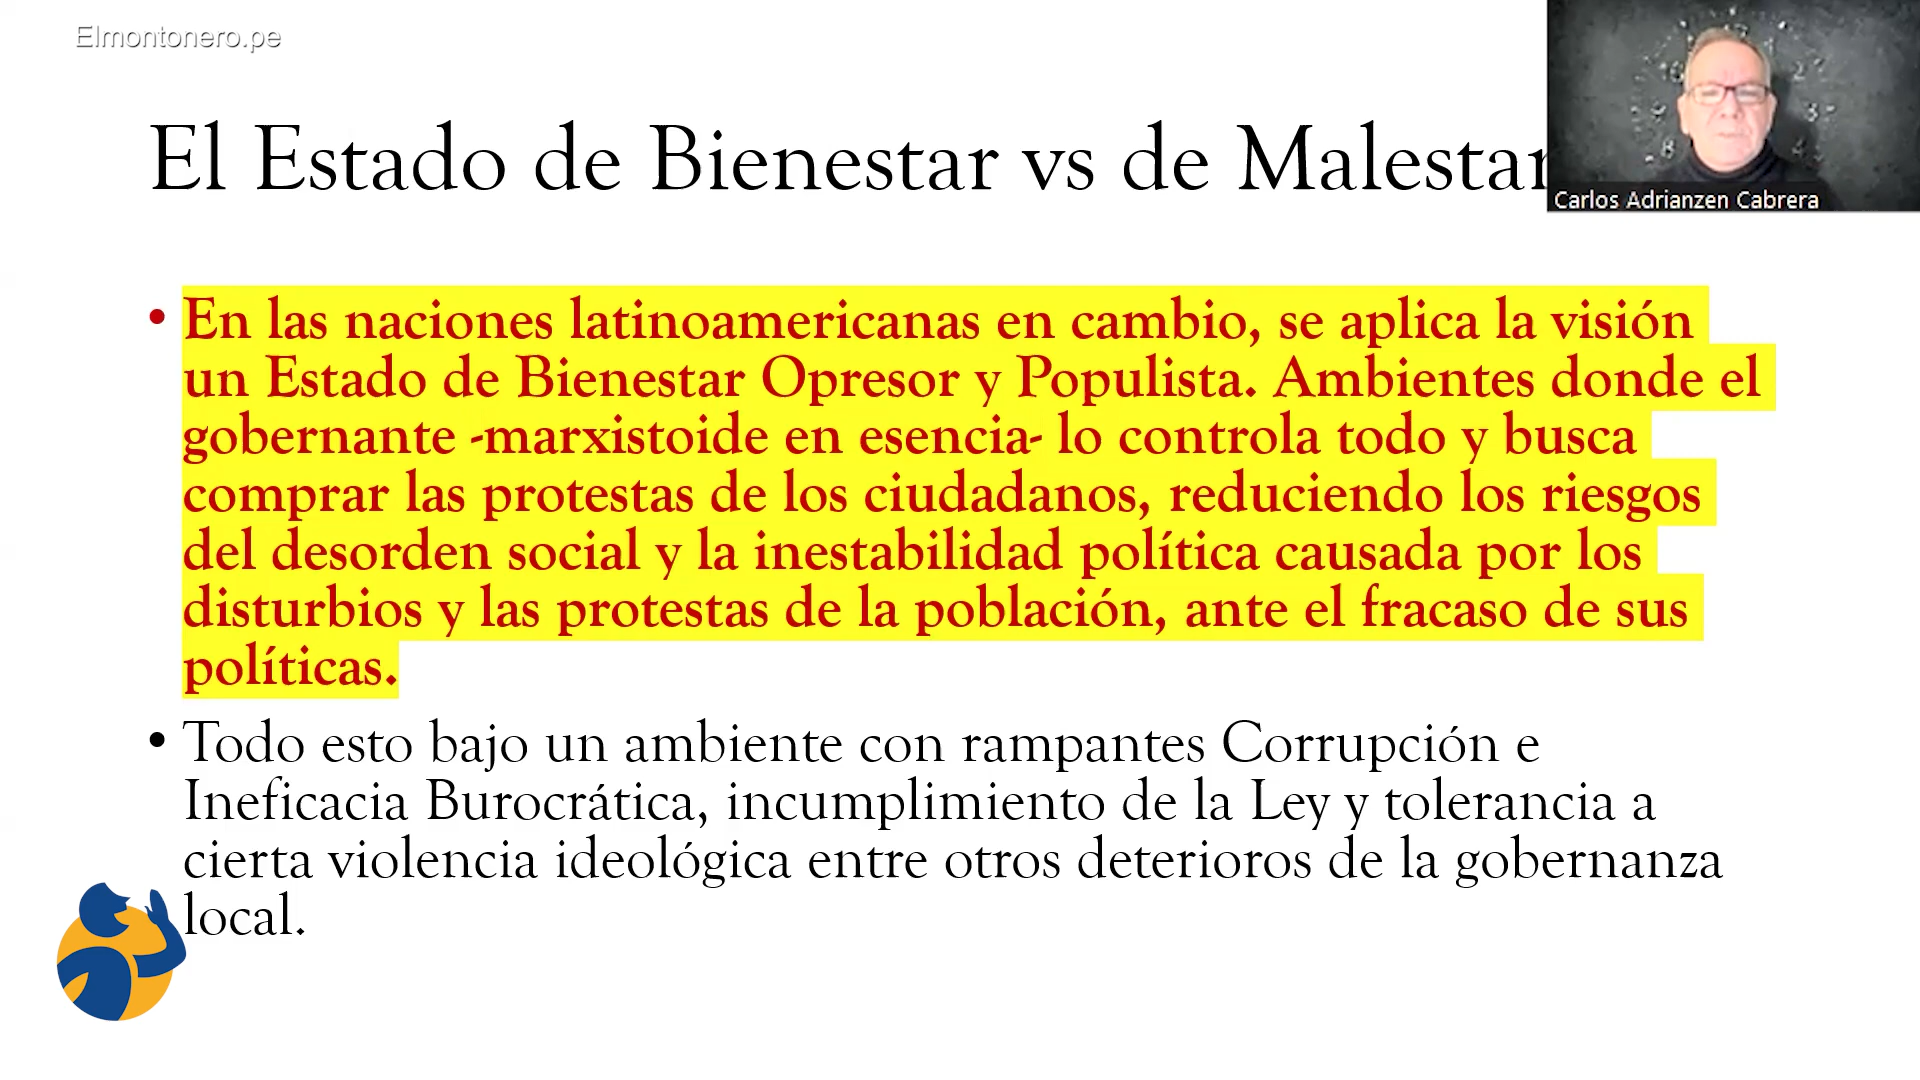 Elmontonero.pe
El Estado de Bienestar vs de Malestar
Carlos Adrianzen Cabrera
• En las naciones latinoamericanas en cambio, se aplica la visión
un Estado de Bienestar Opresor y Populista. Ambientes donde el
gobernante -marxistoide en esencia- lo controla todo y busca
comprar las protestas de los ciudadanos, reduciendo los riesgos
del desorden social y la inestabilidad política causada por los
disturbios y las protestas de la población, ante el fracaso de sus
políticas.
• Todo esto bajo un ambiente con rampantes Corrupción e
Ineficacia Burocrática, incumplimiento de la Ley y tolerancia a
cierta violencia ideológica entre otros deterioros de la gobernanza
local.